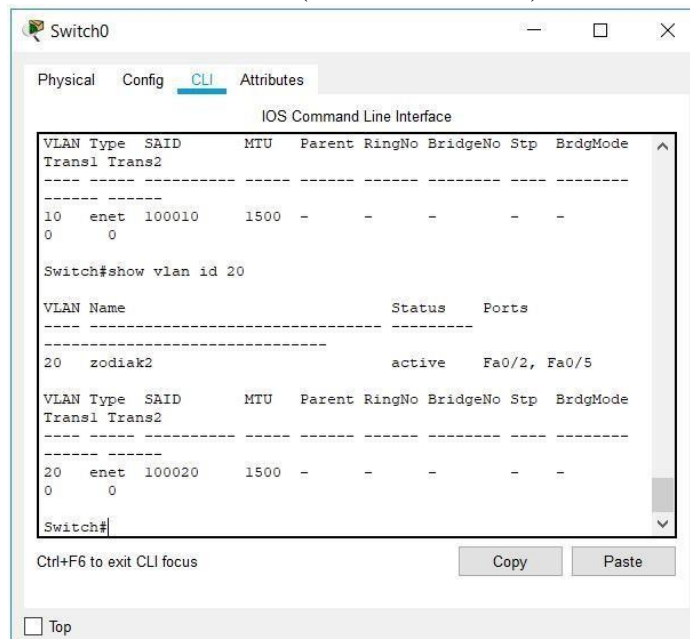 Switch0
Physical Config CLI Attributes
IOS Command Line Interface
VLAN Type  SAID       MTU   Parent RingNo BridgeNo Stp  BrdgMode
Trans1 Trans2
---- ----- ---------- ----- ------ ------ -------- ---- --------
------ ------
10   enet  100010     1500  -      -      -        -    -
0      0
Switch#show vlan id 20
VLAN Name                             Status    Ports
---- -------------------------------- ---------
-------------------------------
20   zodiak2                          active    Fa0/2, Fa0/5
VLAN Type  SAID       MTU   Parent RingNo BridgeNo Stp  BrdgMode
Trans1 Trans2
---- ----- ---------- ----- ------ ------ -------- ---- --------
------ ------
20   enet  100020     1500  -      -      -        -    -
0      0
Switch#
Ctrl+F6 to exit CLI focus Copy Paste
Top